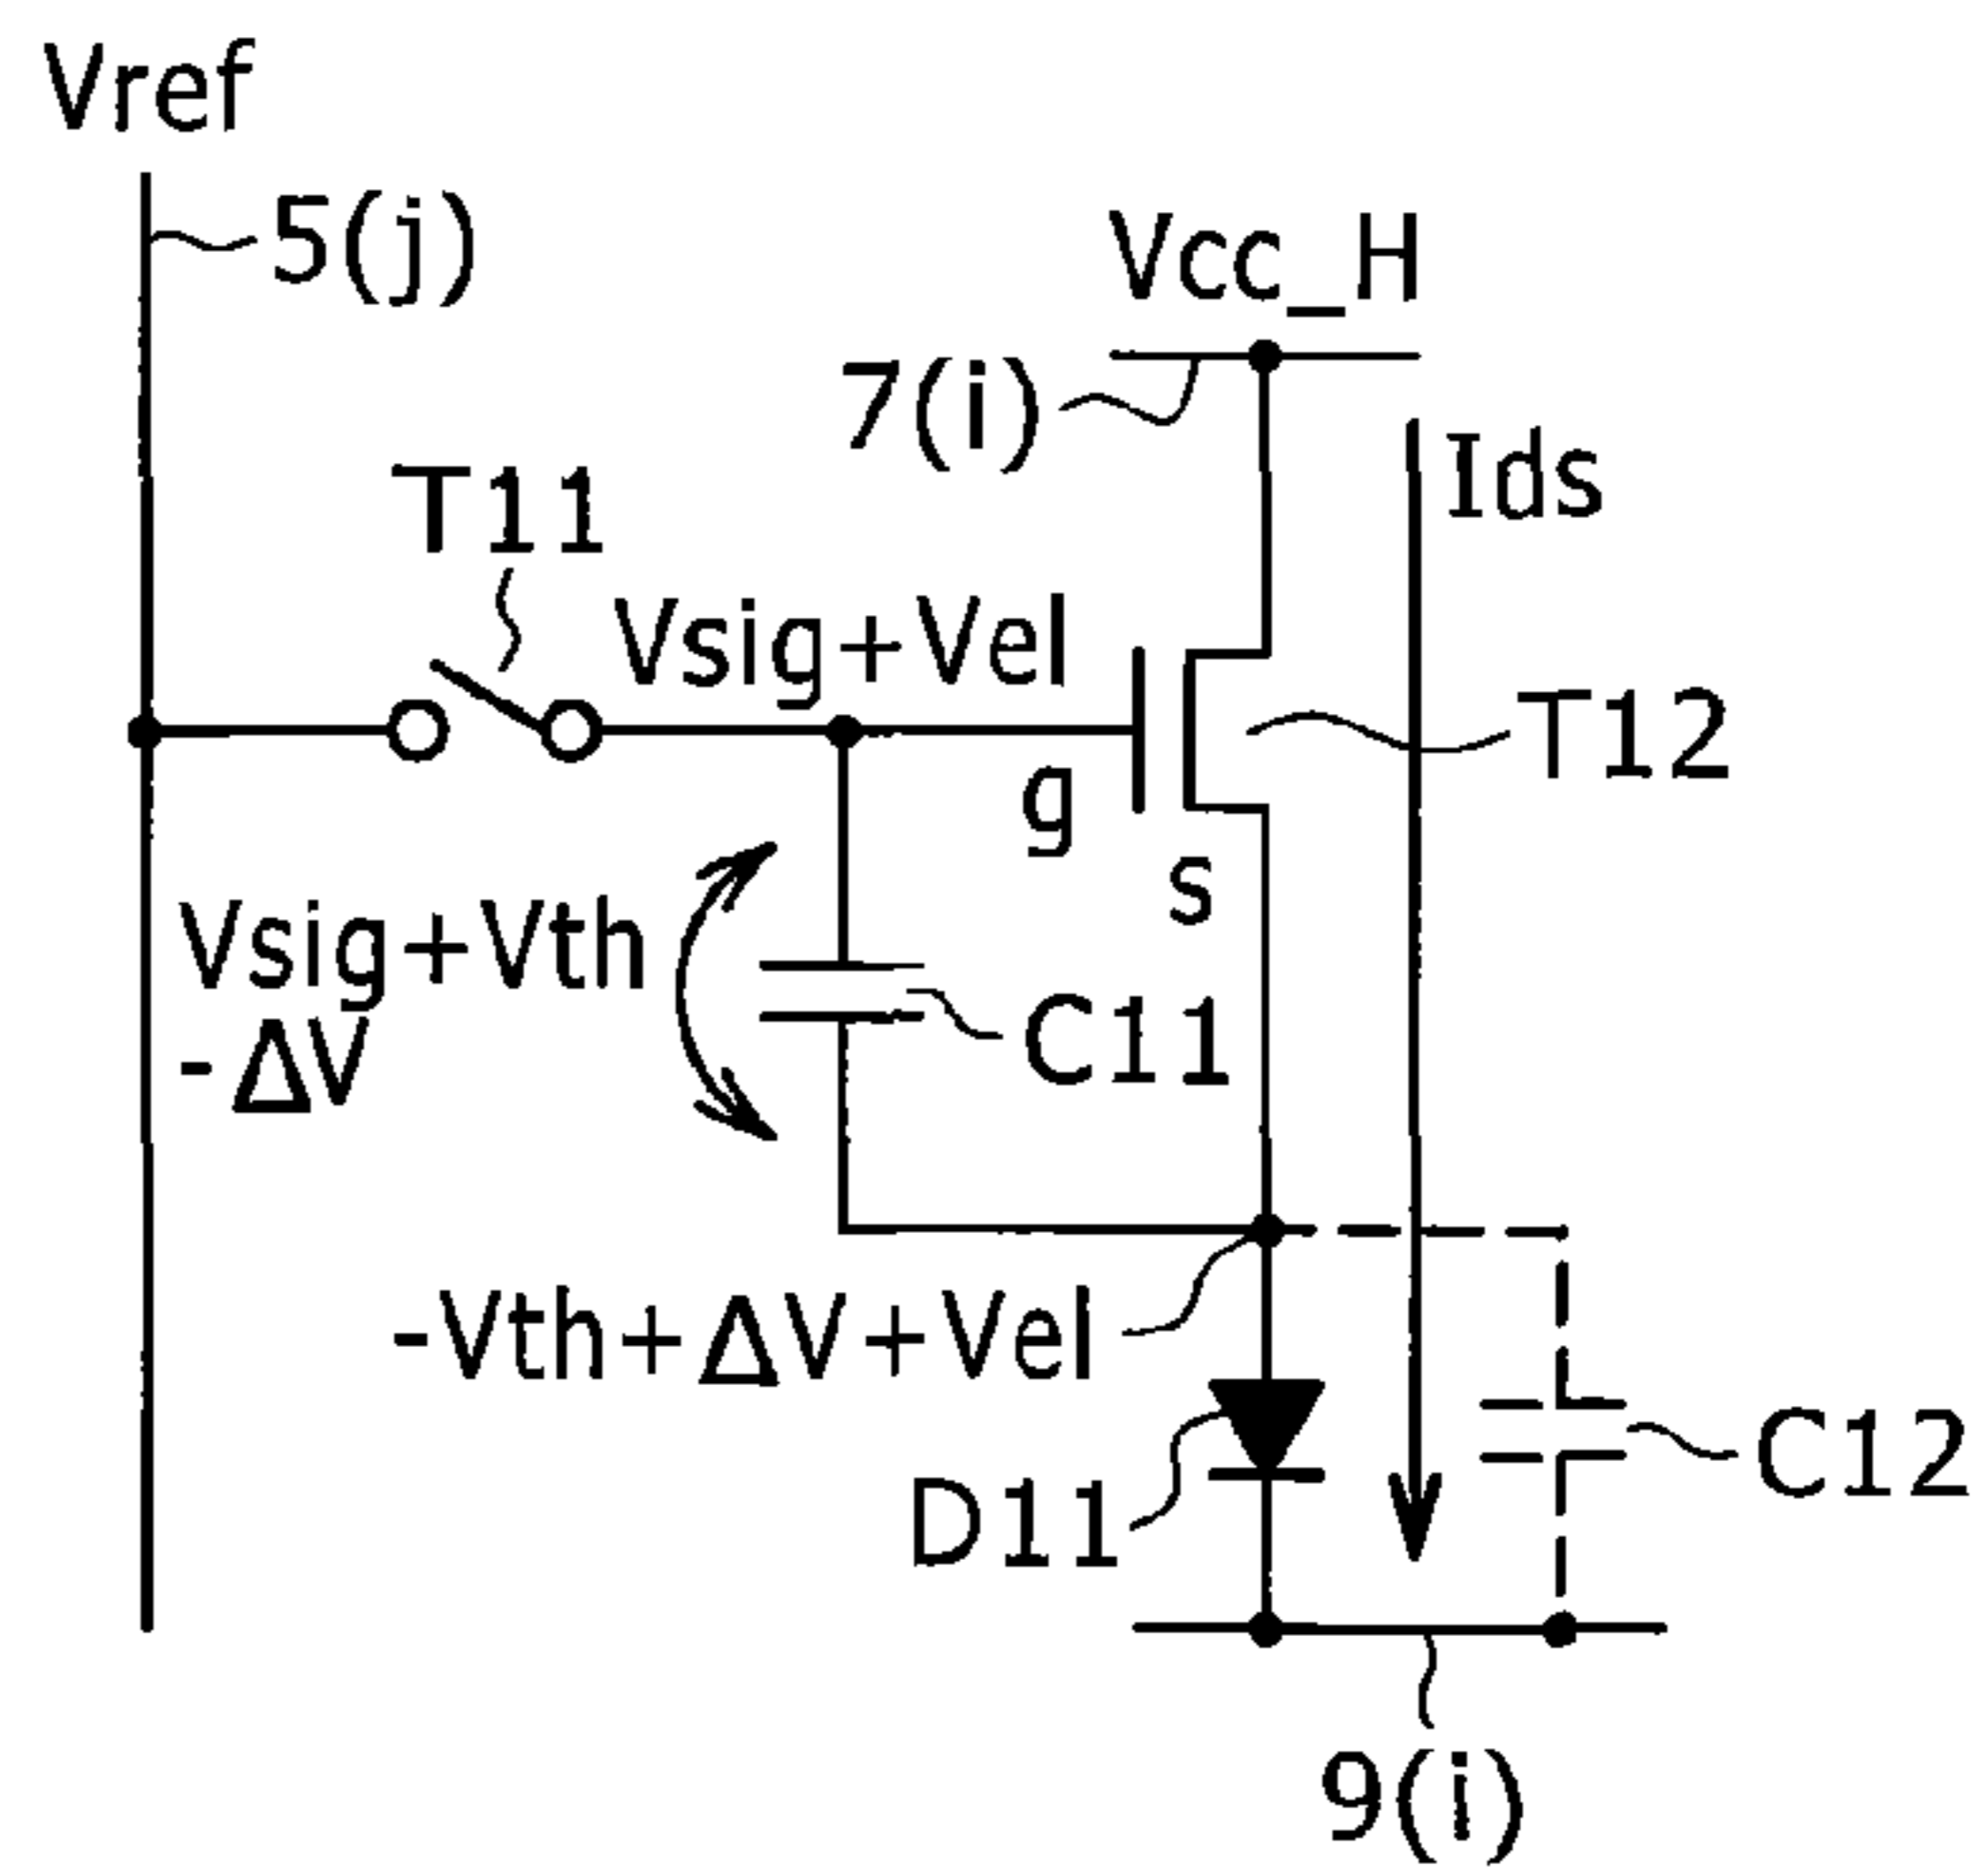 Vref
5(j)
Vcc_H
7(i)
Ids
T11
Vsig+Vel
T12
g
s
Vsig+Vth
-ΔV
C11
-Vth+ΔV+Vel
D11
C12
9(i)